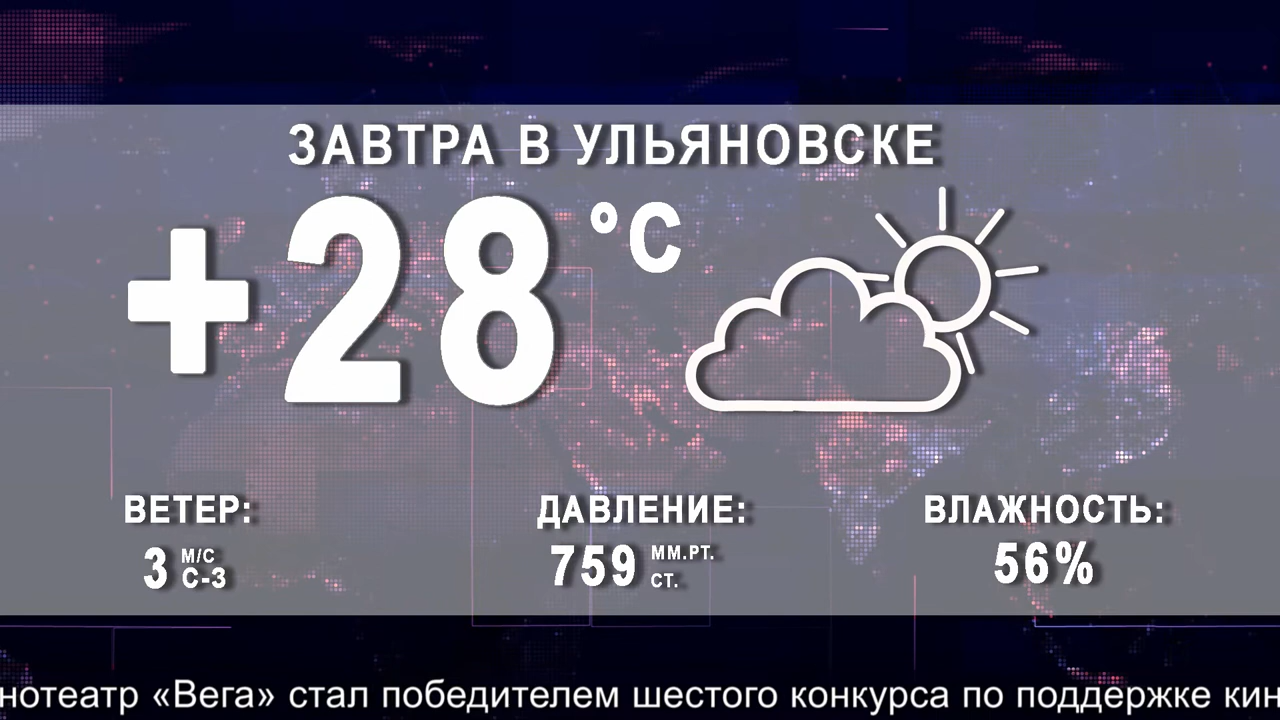 ЗАВТРА В УЛЬЯНОВСКЕ
+28 °C
ВЕТЕР:
3 М/С
С-З
ДАВЛЕНИЕ:
759 ММ.РТ.
СТ.
ВЛАЖНОСТЬ:
56%
нотеатр «Вега» стал победителем шестого конкурса по поддержке кин